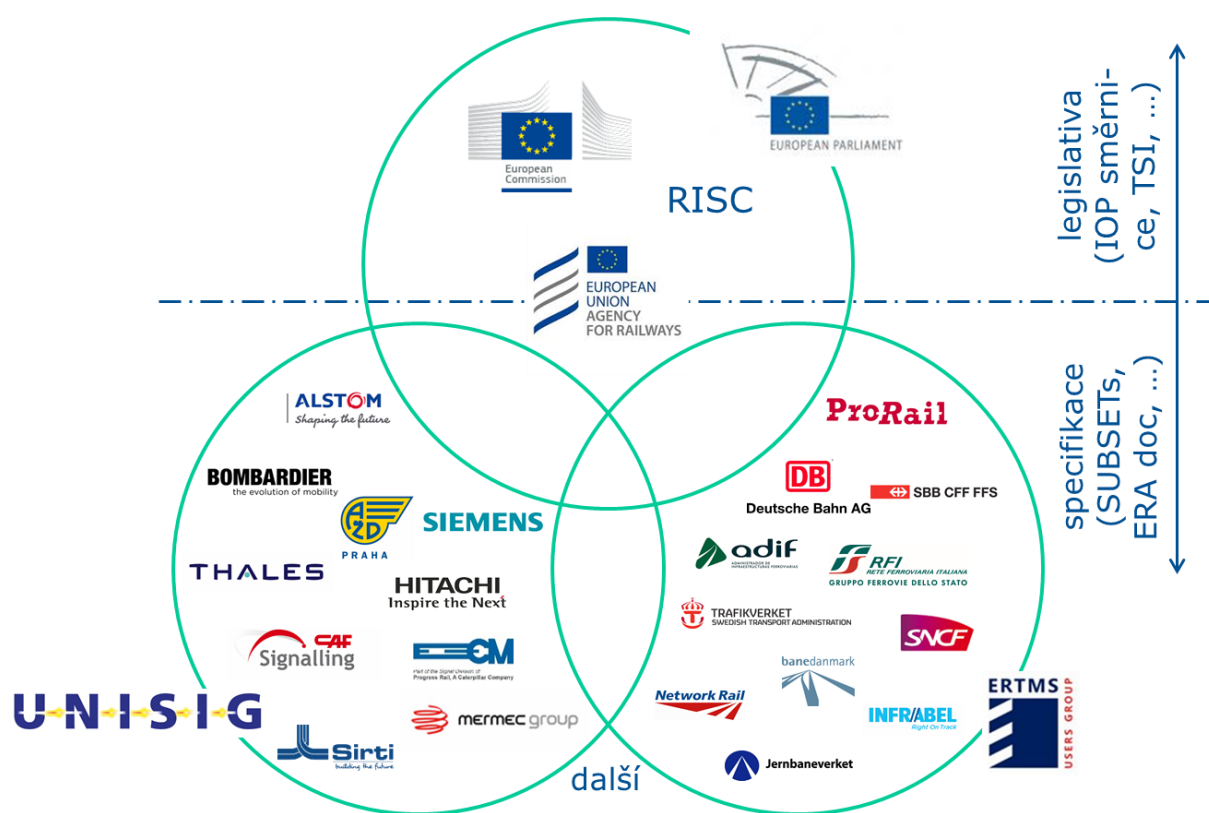 European
Commission
EUROPEAN PARLIAMENT
RISC
EUROPEAN
UNION
AGENCY
FOR RAILWAYS
legislativa
(IOP směrni-
ce, TSI, ...)
specifikace
(SUBSETs,
ERA doc, ...)
ALSTOM
Shaping the future
BOMBARDIER
the evolution of mobility
AŽD
PRAHA
SIEMENS
THALES
HITACHI
Inspire the Next
CAF
Signalling
ECM
Part of the Signal Division of
Progress Rail, A Caterpillar Company
UNISIG
mermec group
Sirti
building the future
další
ProRail
DB
Deutsche Bahn AG
SBB CFF FFS
adif
ADMINISTRADOR DE
INFRAESTRUCTURAS FERROVIARIAS
RFI
RETE FERROVIARIA ITALIANA
GRUPPO FERROVIE DELLO STATO
TRAFIKVERKET
SWEDISH TRANSPORT ADMINISTRATION
SNCF
banedanmark
Network Rail
INFRABEL
Right On Track
Jernbaneverket
ERTMS
USERS GROUP